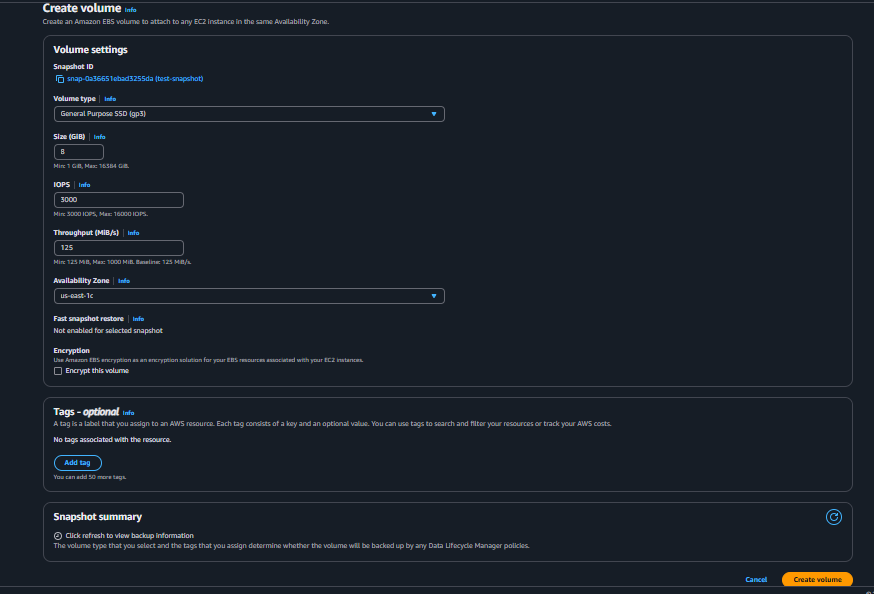 Create volume Info
Create an Amazon EBS volume to attach to any EC2 instance in the same Availability Zone.
Volume settings
Snapshot ID
snap-0a36651ebad3255da (test-snapshot)
Volume type | Info
General Purpose SSD (gp3)
Size (GiB) | Info
8
Min: 1 GiB, Max: 16384 GiB.
IOPS | Info
3000
Min: 3000 IOPS, Max: 16000 IOPS.
Throughput (MiB/s) | Info
125
Min: 125 MiB, Max: 1000 MiB. Baseline: 125 MiB/s.
Availability Zone | Info
us-east-1c
Fast snapshot restore | Info
Not enabled for selected snapshot
Encryption
Use Amazon EBS encryption as an encryption solution for your EBS resources associated with your EC2 instances.
Encrypt this volume
Tags - optional Info
A tag is a label that you assign to an AWS resource. Each tag consists of a key and an optional value. You can use tags to search and filter your resources or track your AWS costs.
No tags associated with the resource.
Add tag
You can add 50 more tags.
Snapshot summary
Click refresh to view backup information
The volume type that you select and the tags that you assign determine whether the volume will be backed up by any Data Lifecycle Manager policies.
Cancel
Create volume